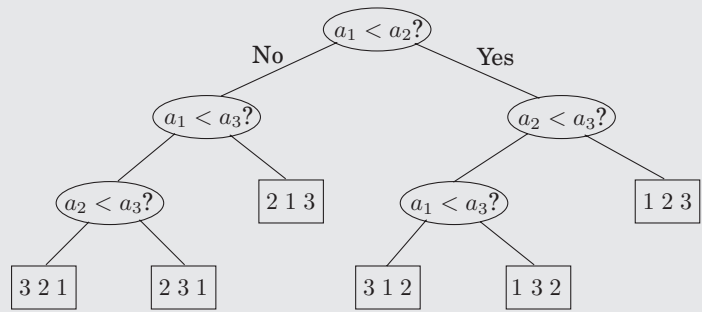 a₁ < a₂?
No
Yes
a₁ < a₃?
a₂ < a₃?
a₂ < a₃?
2 1 3
a₁ < a₃?
1 2 3
3 2 1
2 3 1
3 1 2
1 3 2